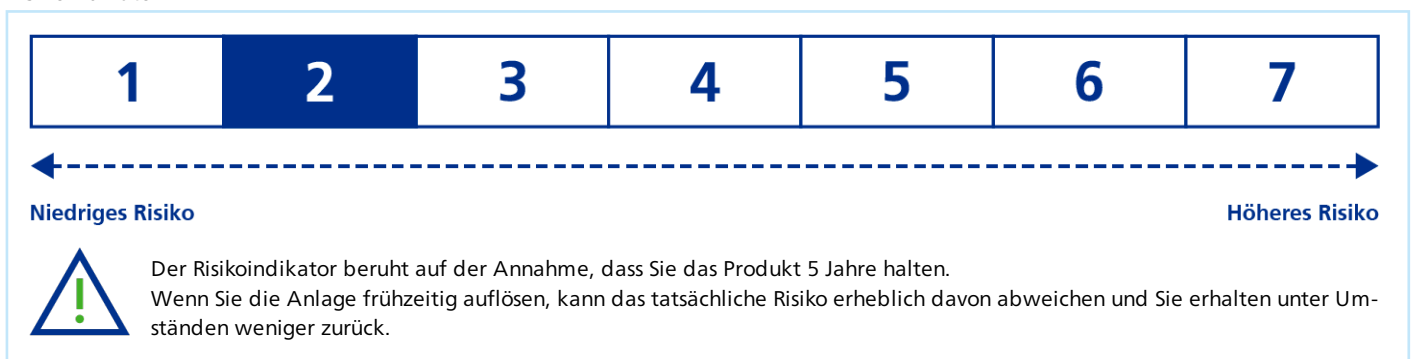 1 2 3 4 5 6 7
Niedriges Risiko Höheres Risiko
Der Risikoindikator beruht auf der Annahme, dass Sie das Produkt 5 Jahre halten.
Wenn Sie die Anlage frühzeitig auflösen, kann das tatsächliche Risiko erheblich davon abweichen und Sie erhalten unter Um-
ständen weniger zurück.